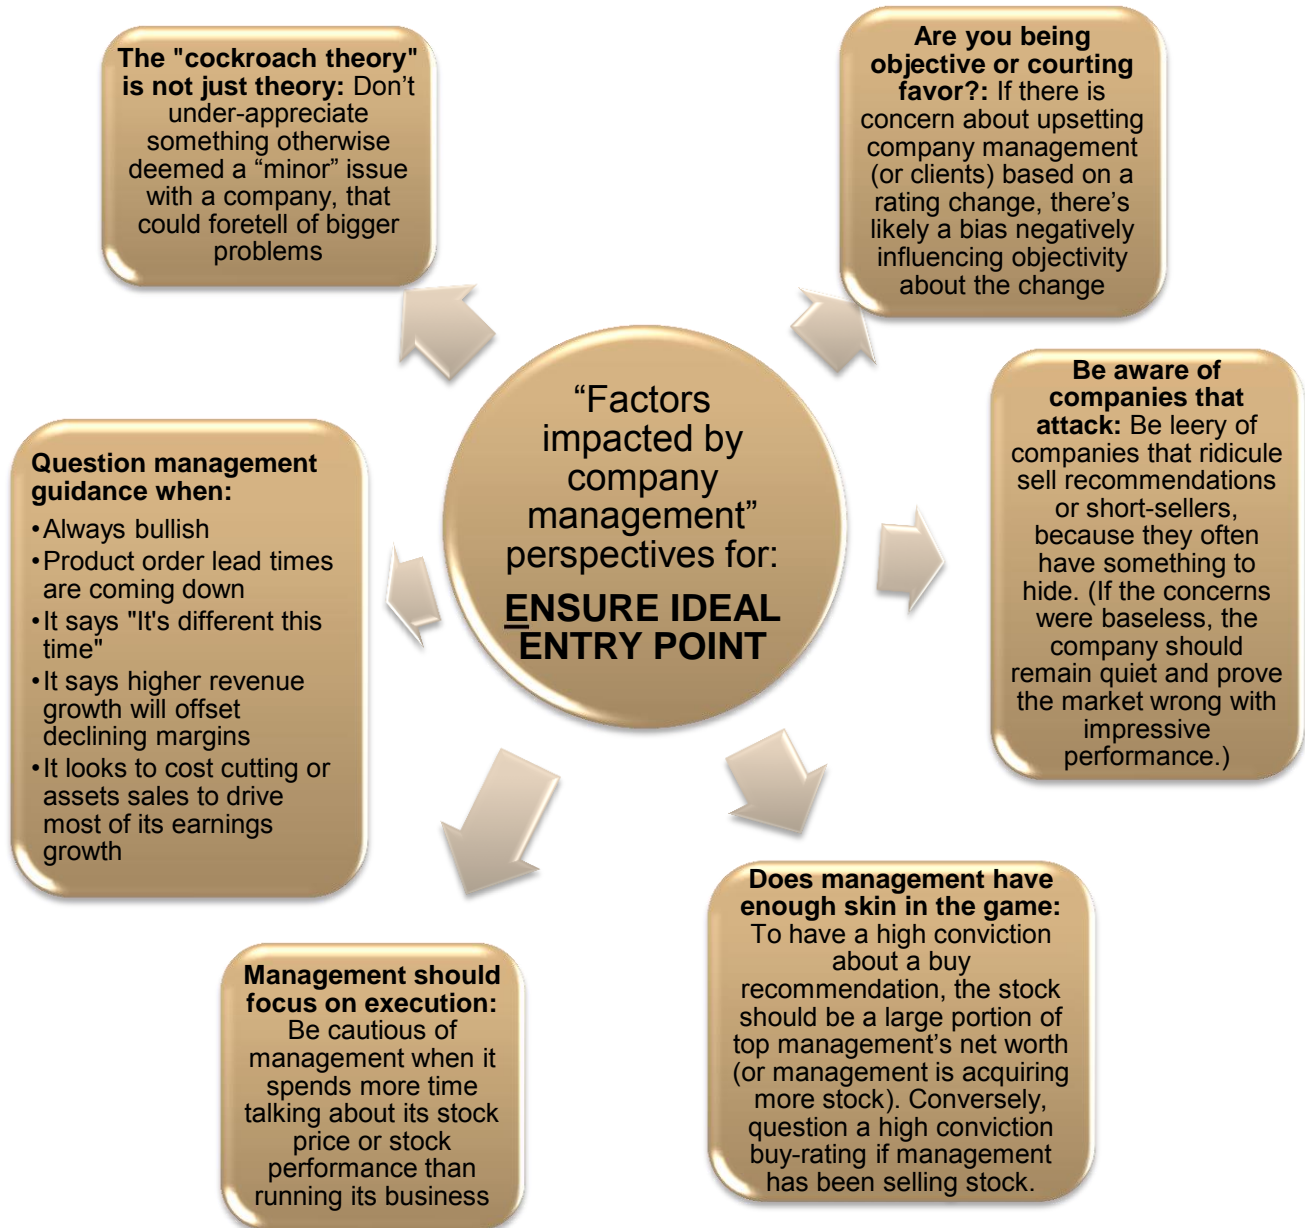 The "cockroach theory"
is not just theory: Don’t
under-appreciate
something otherwise
deemed a “minor” issue
with a company, that
could foretell of bigger
problems
Are you being
objective or courting
favor?: If there is
concern about upsetting
company management
(or clients) based on a
rating change, there’s
likely a bias negatively
influencing objectivity
about the change
“Factors
impacted by
company
management”
perspectives for:
ENSURE IDEAL
ENTRY POINT
Be aware of
companies that
attack: Be leery of
companies that ridicule
sell recommendations
or short-sellers,
because they often
have something to
hide. (If the concerns
were baseless, the
company should
remain quiet and prove
the market wrong with
impressive
performance.)
Question management
guidance when:
•Always bullish
•Product order lead times
are coming down
•It says "It's different this
time"
•It says higher revenue
growth will offset
declining margins
•It looks to cost cutting or
assets sales to drive
most of its earnings
growth
Does management have
enough skin in the game:
To have a high conviction
about a buy
recommendation, the stock
should be a large portion of
top management’s net worth
(or management is acquiring
more stock). Conversely,
question a high conviction
buy-rating if management
has been selling stock.
Management should
focus on execution:
Be cautious of
management when it
spends more time
talking about its stock
price or stock
performance than
running its business